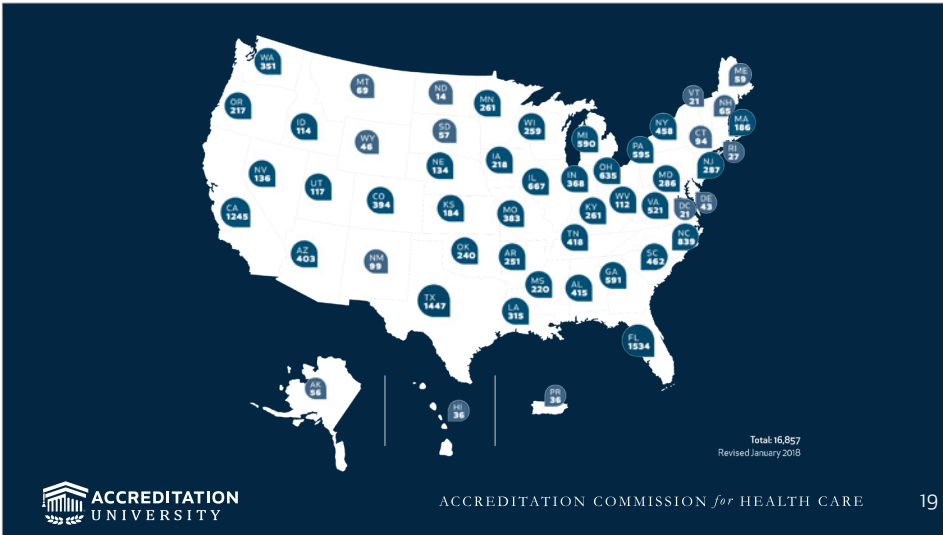 WA
351
MT
69
ND
14
MN
261
ME
59
VT
21
NH
65
OR
217
ID
114
WY
46
SD
57
WI
259
MI
590
NY
458
MA
186
CT
94
RI
27
PA
595
NV
136
UT
117
CO
394
NE
134
IA
218
IL
667
IN
368
OH
635
NJ
287
MD
286
CA
1245
KS
184
MO
383
KY
261
WV
112
VA
521
DC
21
DE
43
AZ
403
NM
99
OK
240
AR
251
TN
418
NC
839
SC
462
TX
1447
LA
315
MS
220
AL
415
GA
591
FL
1534
AK
56
HI
36
PR
36
Total: 16,857
Revised January 2018
ACCREDITATION
UNIVERSITY
ACCREDITATION COMMISSION for HEALTH CARE
19